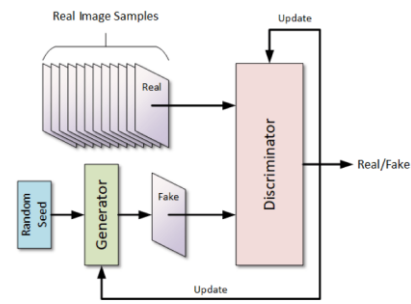 Real Image Samples
Update
Real
Discriminator
Real/Fake
Random
Seed
Generator
Fake
Update